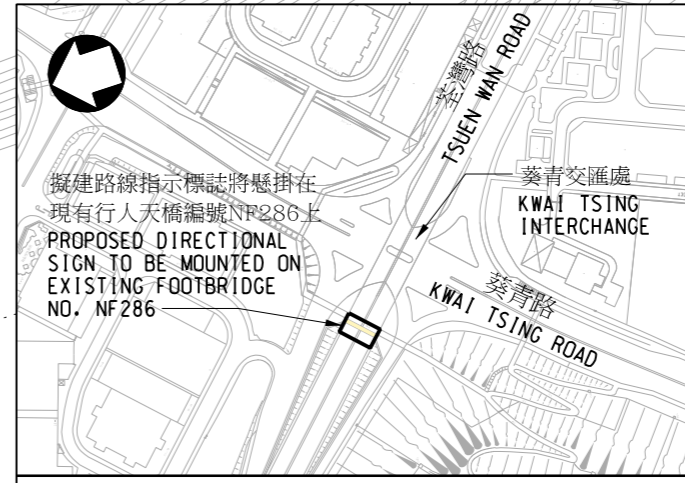 荃灣路
TSUEN WAN ROAD
擬建路線指示標誌將懸掛在
現有行人天橋編號NF286上
PROPOSED DIRECTIONAL
SIGN TO BE MOUNTED ON
EXISTING FOOTBRIDGE
NO. NF286
葵青交匯處
KWAI TSING
INTERCHANGE
葵青路
KWAI TSING ROAD